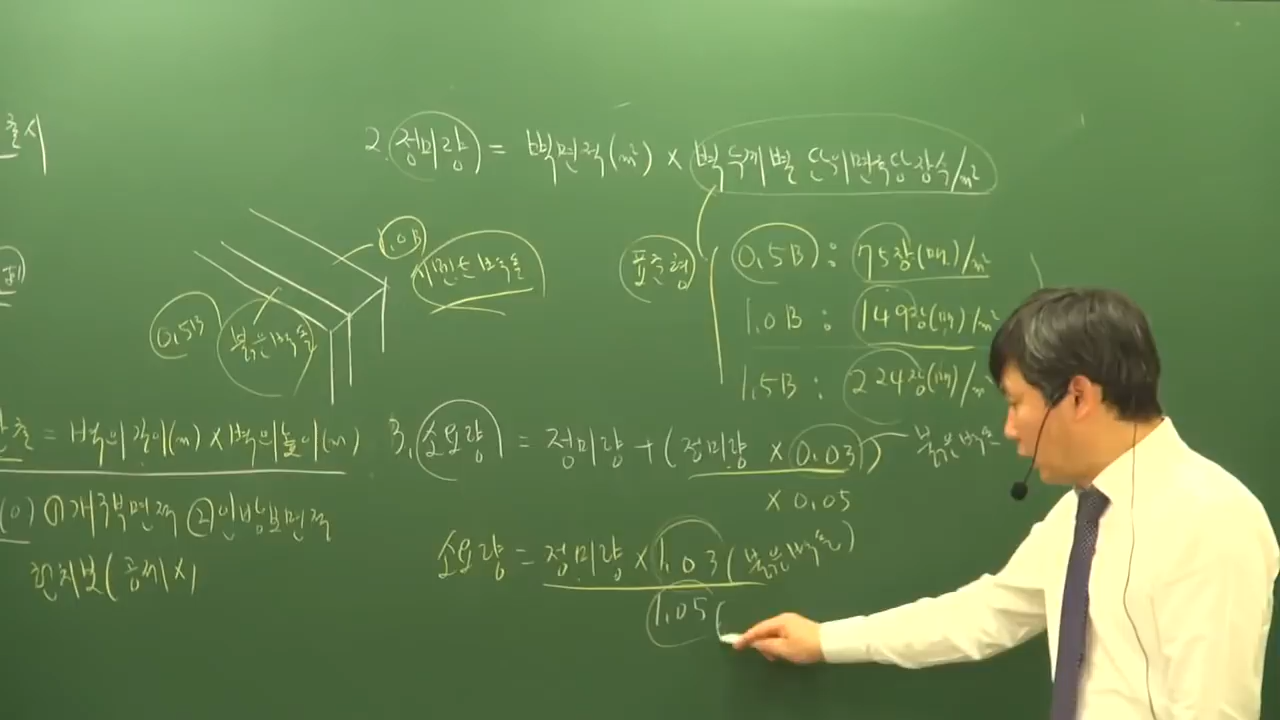 출시
2. 정미량 = 벽면적(m²) × 벽두께별 단위면적당 장수/m²
1.0B
시멘트벽돌
0.5B
붉은벽돌
표준형
0.5B : 75장(매)/m²
1.0B : 149장(매)/m²
1.5B : 224장(매)/m²
= 벽의길이(m) × 벽의높이(m)
3. 소요량 = 정미량 + (정미량 × 0.03) 붉은벽돌
× 0.05
① 개구부면적 ②
(공제 X)
소요량 = 정미량 × 1.03 (붉은벽돌)
1.05 (